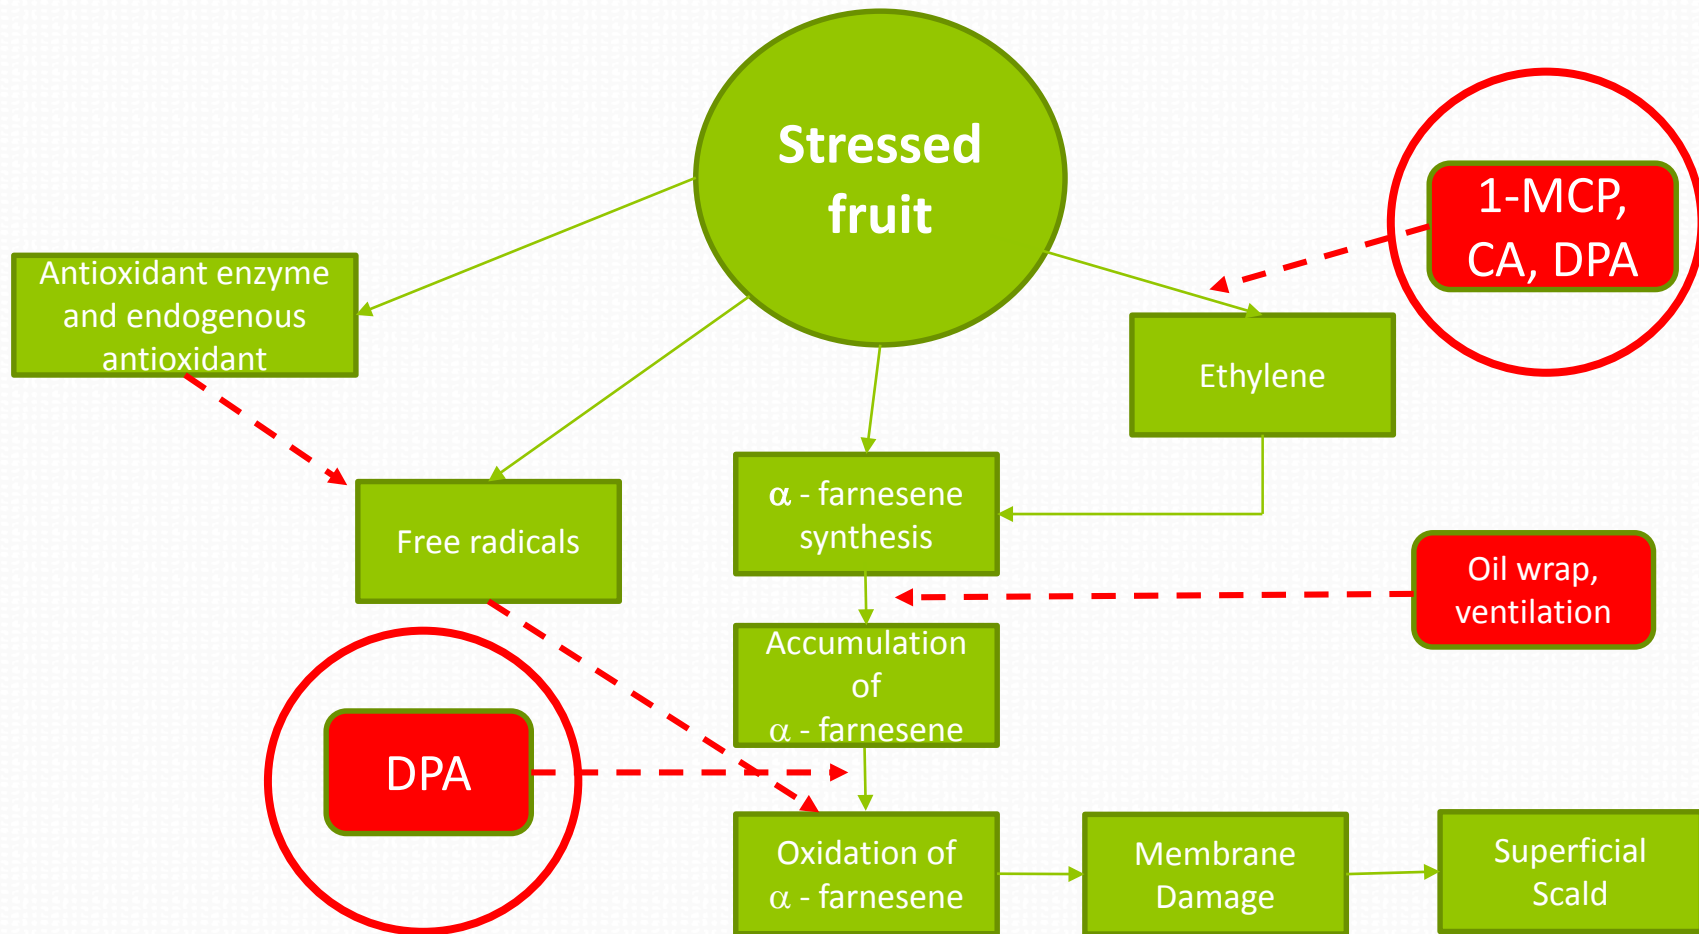 Stressed
fruit
1-MCP,
CA, DPA
Antioxidant enzyme
and endogenous
antioxidant
Ethylene
α - farnesene
synthesis
Free radicals
Oil wrap,
ventilation
Accumulation
of
α - farnesene
DPA
Oxidation of
α - farnesene
Membrane
Damage
Superficial
Scald